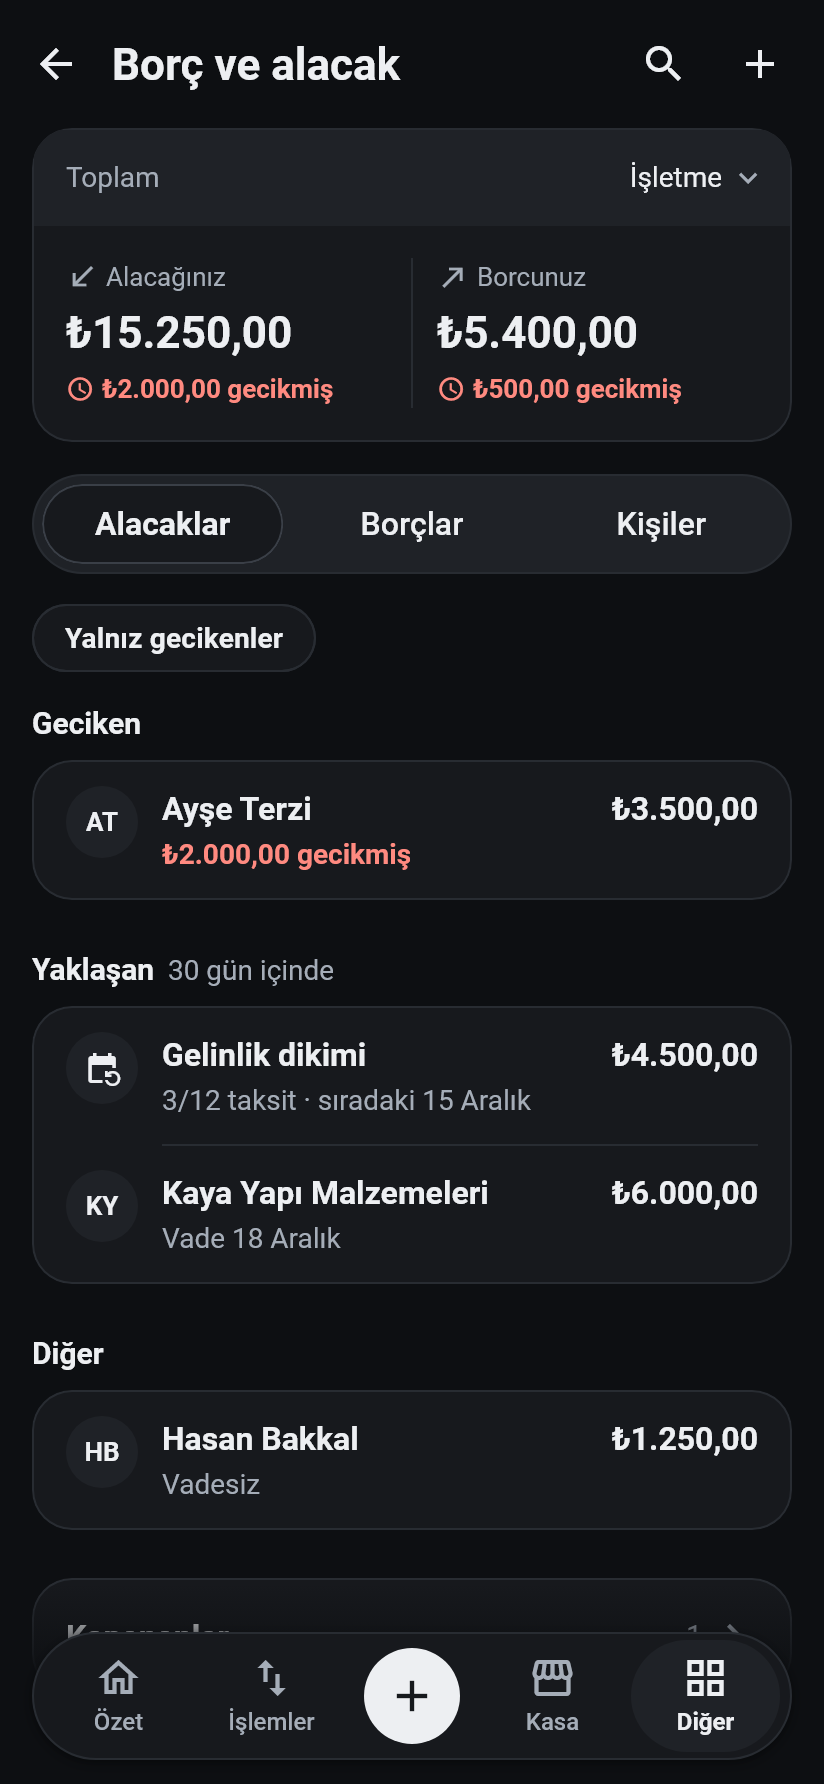 Borç ve alacak
Toplam
İşletme
Alacağınız
₺15.250,00
₺2.000,00 gecikmiş
Borcunuz
₺5.400,00
₺500,00 gecikmiş
Alacaklar
Borçlar
Kişiler
Yalnız gecikenler
Geciken
AT
Ayşe Terzi
₺3.500,00
₺2.000,00 gecikmiş
Yaklaşan 30 gün içinde
Gelinlik dikimi
₺4.500,00
3/12 taksit · sıradaki 15 Aralık
KY
Kaya Yapı Malzemeleri
₺6.000,00
Vade 18 Aralık
Diğer
HB
Hasan Bakkal
₺1.250,00
Vadesiz
Özet
İşlemler
Kasa
Diğer